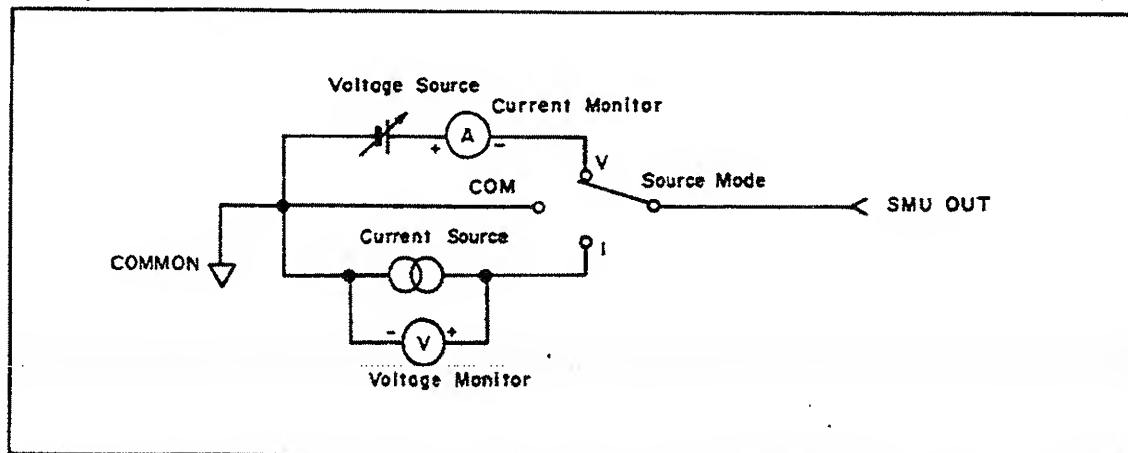 Voltage Source
Current Monitor
+ A -
V
COM
Source Mode
SMU OUT
Current Source
I
COMMON
- V +
Voltage Monitor